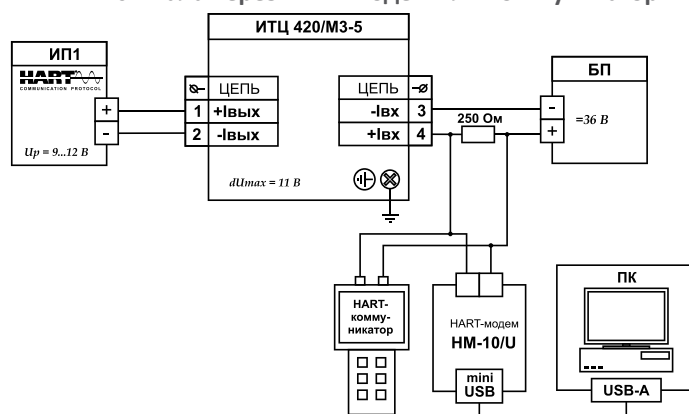 ИТЦ 420/М3-5
ИП1
HART
COMMUNICATION PROTOCOL
+
-
Up = 9...12 В
ЦЕПЬ
1 +Iвых
2 -Iвых
ЦЕПЬ
-Iвх 3
+Iвх 4
dUmax = 11 В
250 Ом
БП
-
+
=36 В
HART-
комму-
никатор
HART-модем
HM-10/U
mini
USB
ПК
USB-A